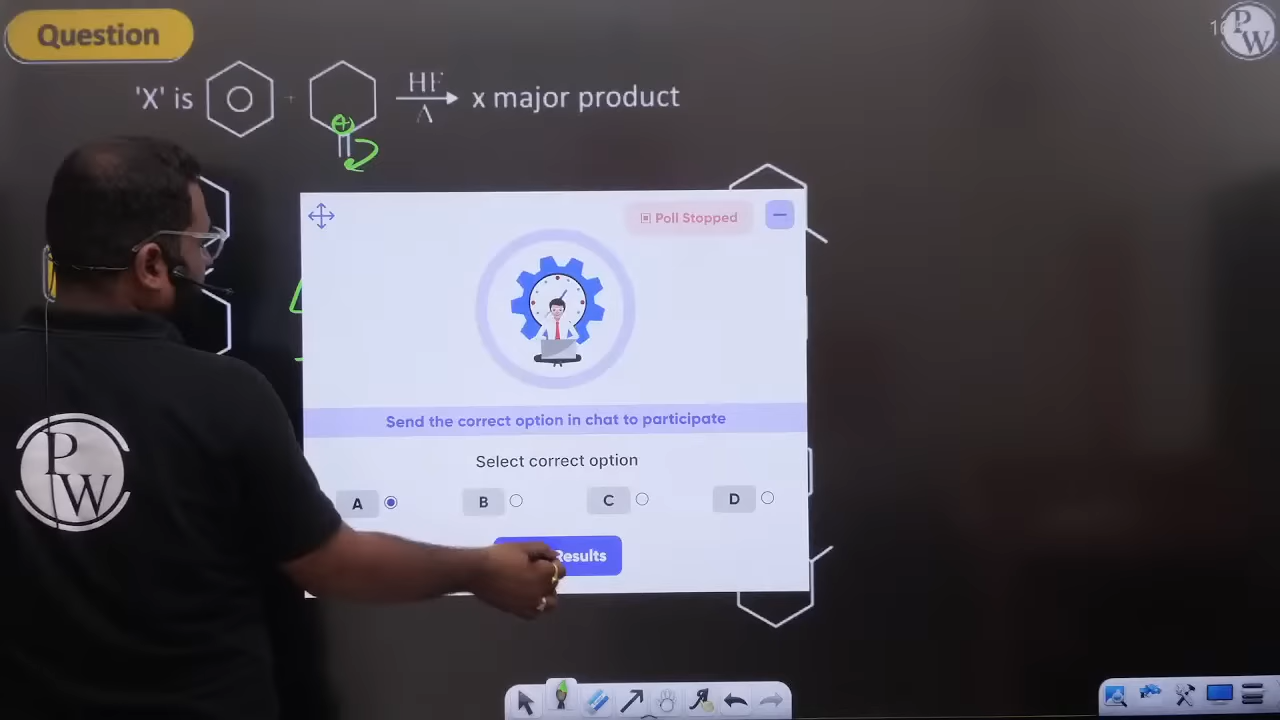 Question
'X' is + HF x major product
Δ
Poll Stopped
Send the correct option in chat to participate
Select correct option
A B C D
Results
P
W
PW